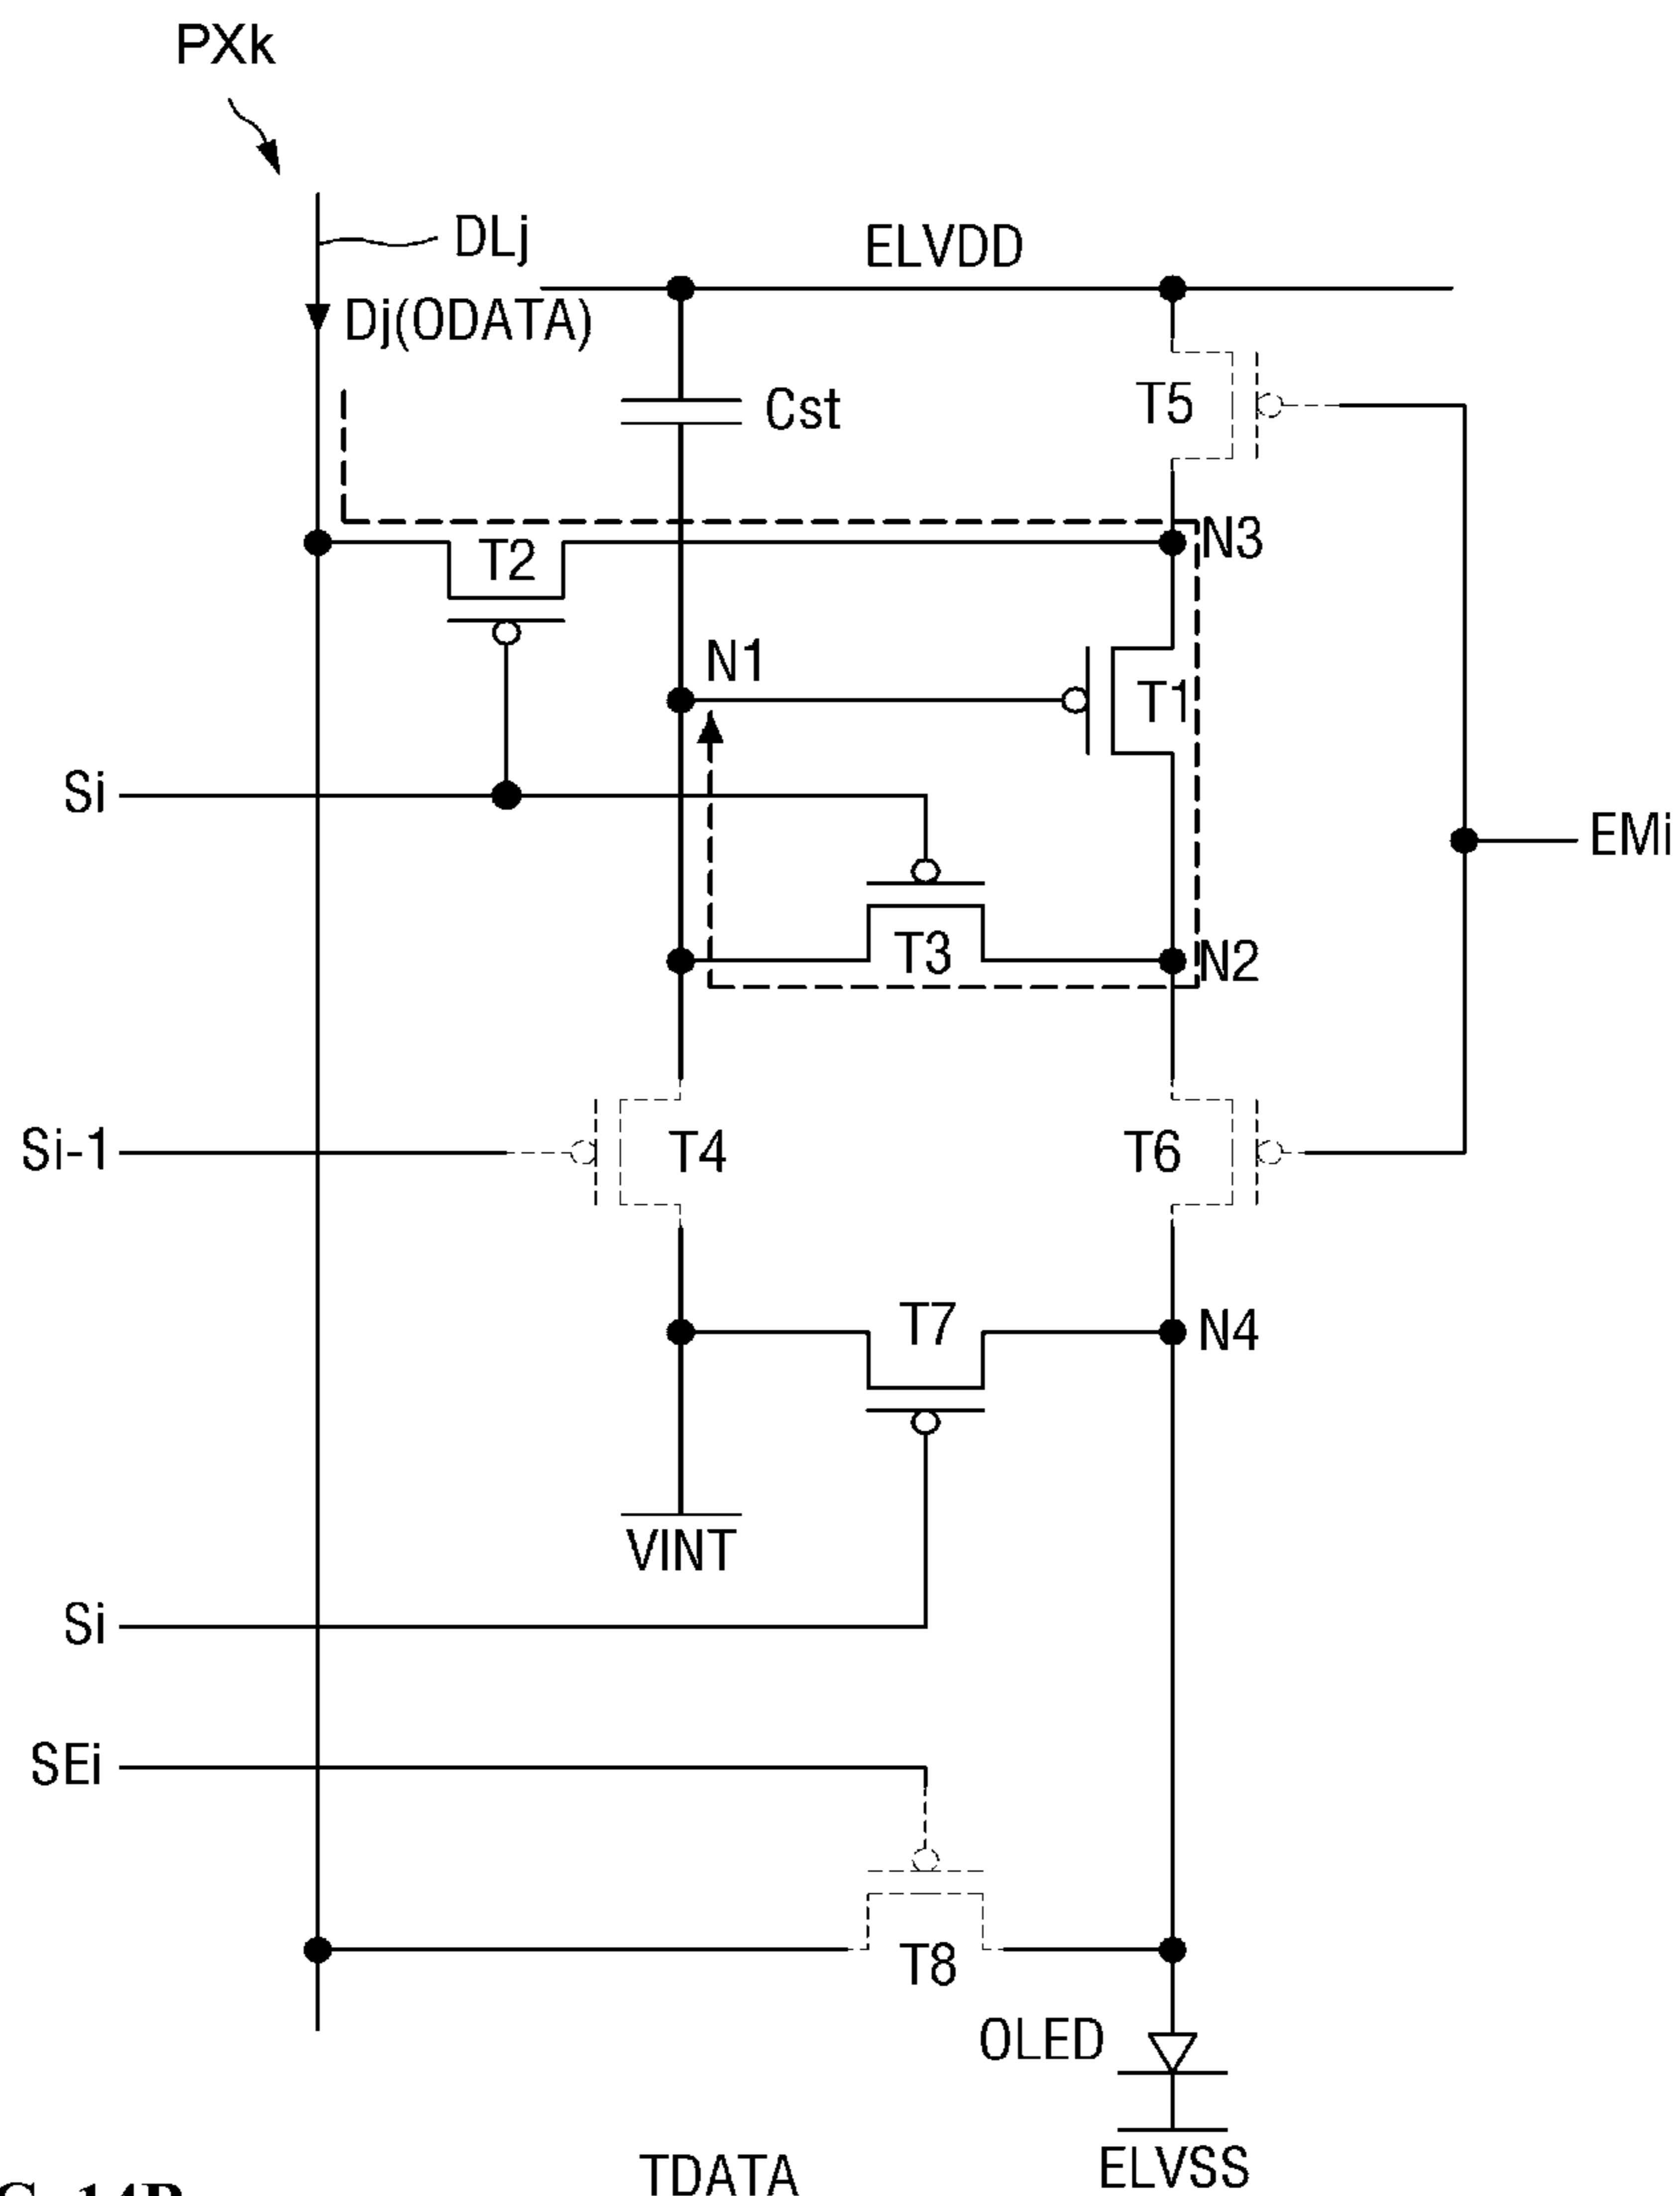 PXk
DLj
ELVDD
Dj(ODATA)
Cst
T5
N3
T2
N1
T1
Si
EMi
T3
N2
Si-1
T4
T6
T7
N4
VINT
Si
SEi
T8
OLED
TDATA
ELVSS